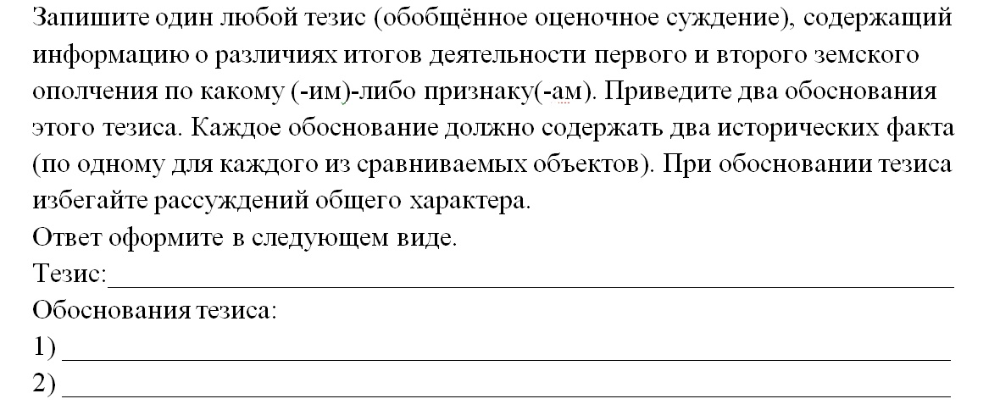 Запишите один любой тезис (обобщённое оценочное суждение), содержащий
информацию о различиях итогов деятельности первого и второго земского
ополчения по какому (-им)-либо признаку(-ам). Приведите два обоснования
этого тезиса. Каждое обоснование должно содержать два исторических факта
(по одному для каждого из сравниваемых объектов). При обосновании тезиса
избегайте рассуждений общего характера.
Ответ оформите в следующем виде.
Тезис:
Обоснования тезиса:
1)
2)